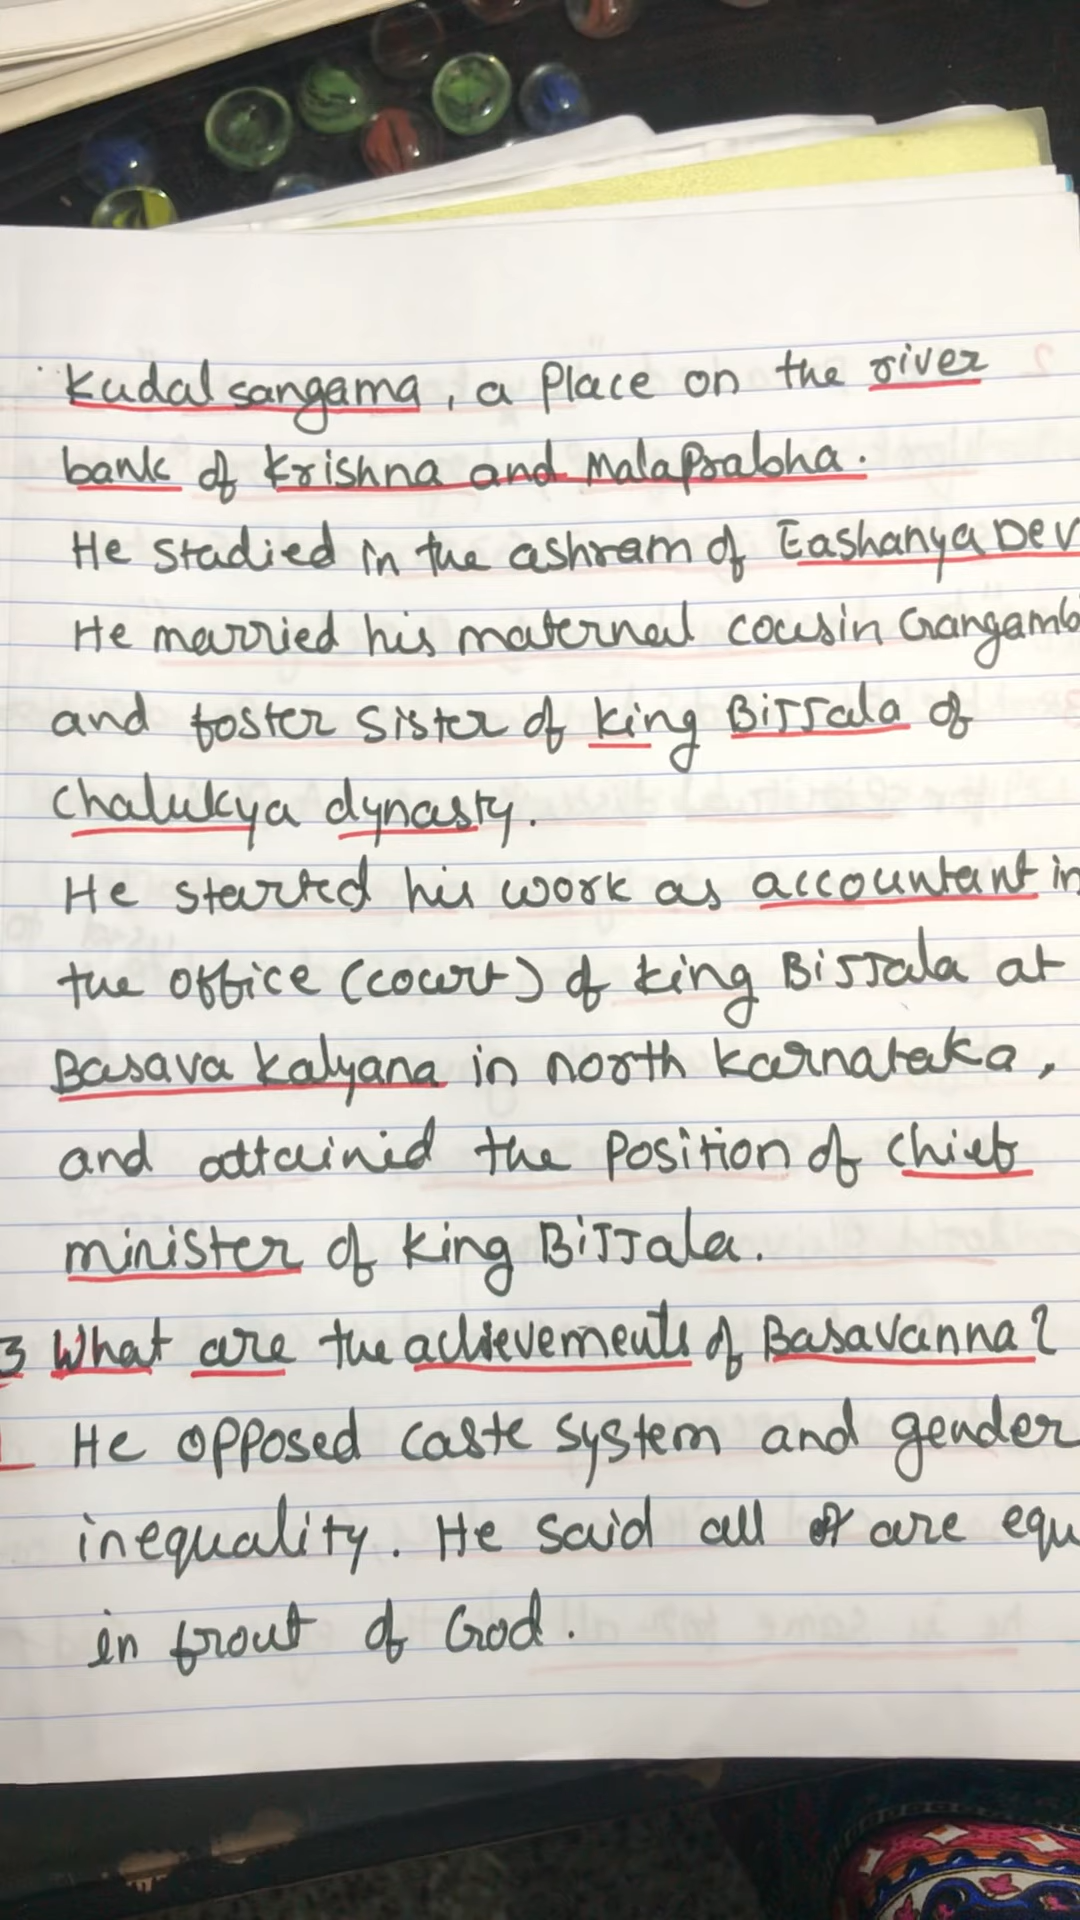 Kudal sangama, a place on the river
bank of Krishna and Malaprabha.
He studied in the ashram of Eashanya Dev
He married his maternal cousin Gangambi
and foster sister of king Bijjala of
Chalukya dynasty.
He started his work as accountant in
the office (court) of king Bijjala at
Basava Kalyana in north Karnataka,
and attainid the position of chief
minister of king Bijjala.
3 What are the achievements of Basavanna?
He opposed caste system and gender
inequality. He said all are equ
in front of God.